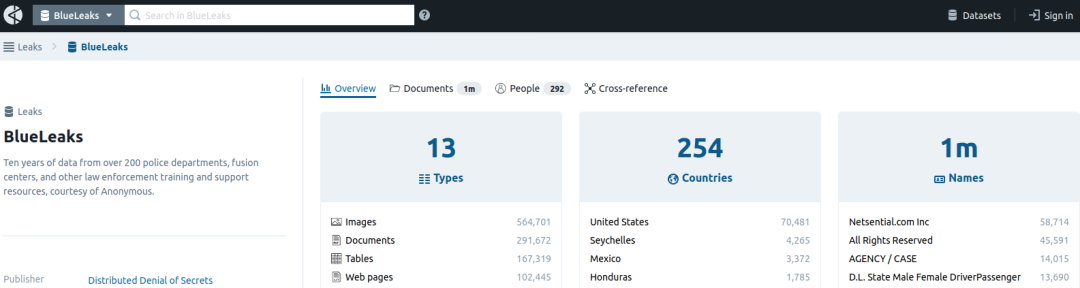 BlueLeaks Search in BlueLeaks ? Datasets Sign in
Leaks > BlueLeaks
Overview Documents 1m People 292 Cross-reference
Leaks
BlueLeaks
Ten years of data from over 200 police departments, fusion
centers, and other law enforcement training and support
resources, courtesy of Anonymous.
Publisher Distributed Denial of Secrets
13
Types
Images 564,701
Documents 291,672
Tables 167,319
Web pages 102,445
254
Countries
United States 70,481
Seychelles 4,265
Mexico 3,372
Honduras 1,785
1m
Names
Netsential.com Inc 58,714
All Rights Reserved 45,591
AGENCY / CASE 14,015
D.L. State Male Female DriverPassenger 13,690